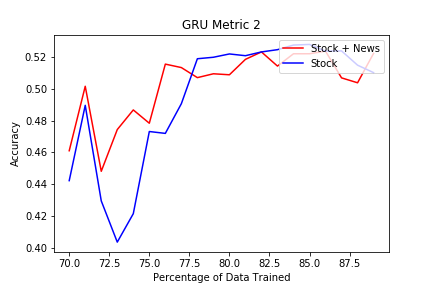 GRU Metric 2
Stock + News
Stock
Accuracy
0.52
0.50
0.48
0.46
0.44
0.42
0.40
70.0 72.5 75.0 77.5 80.0 82.5 85.0 87.5
Percentage of Data Trained